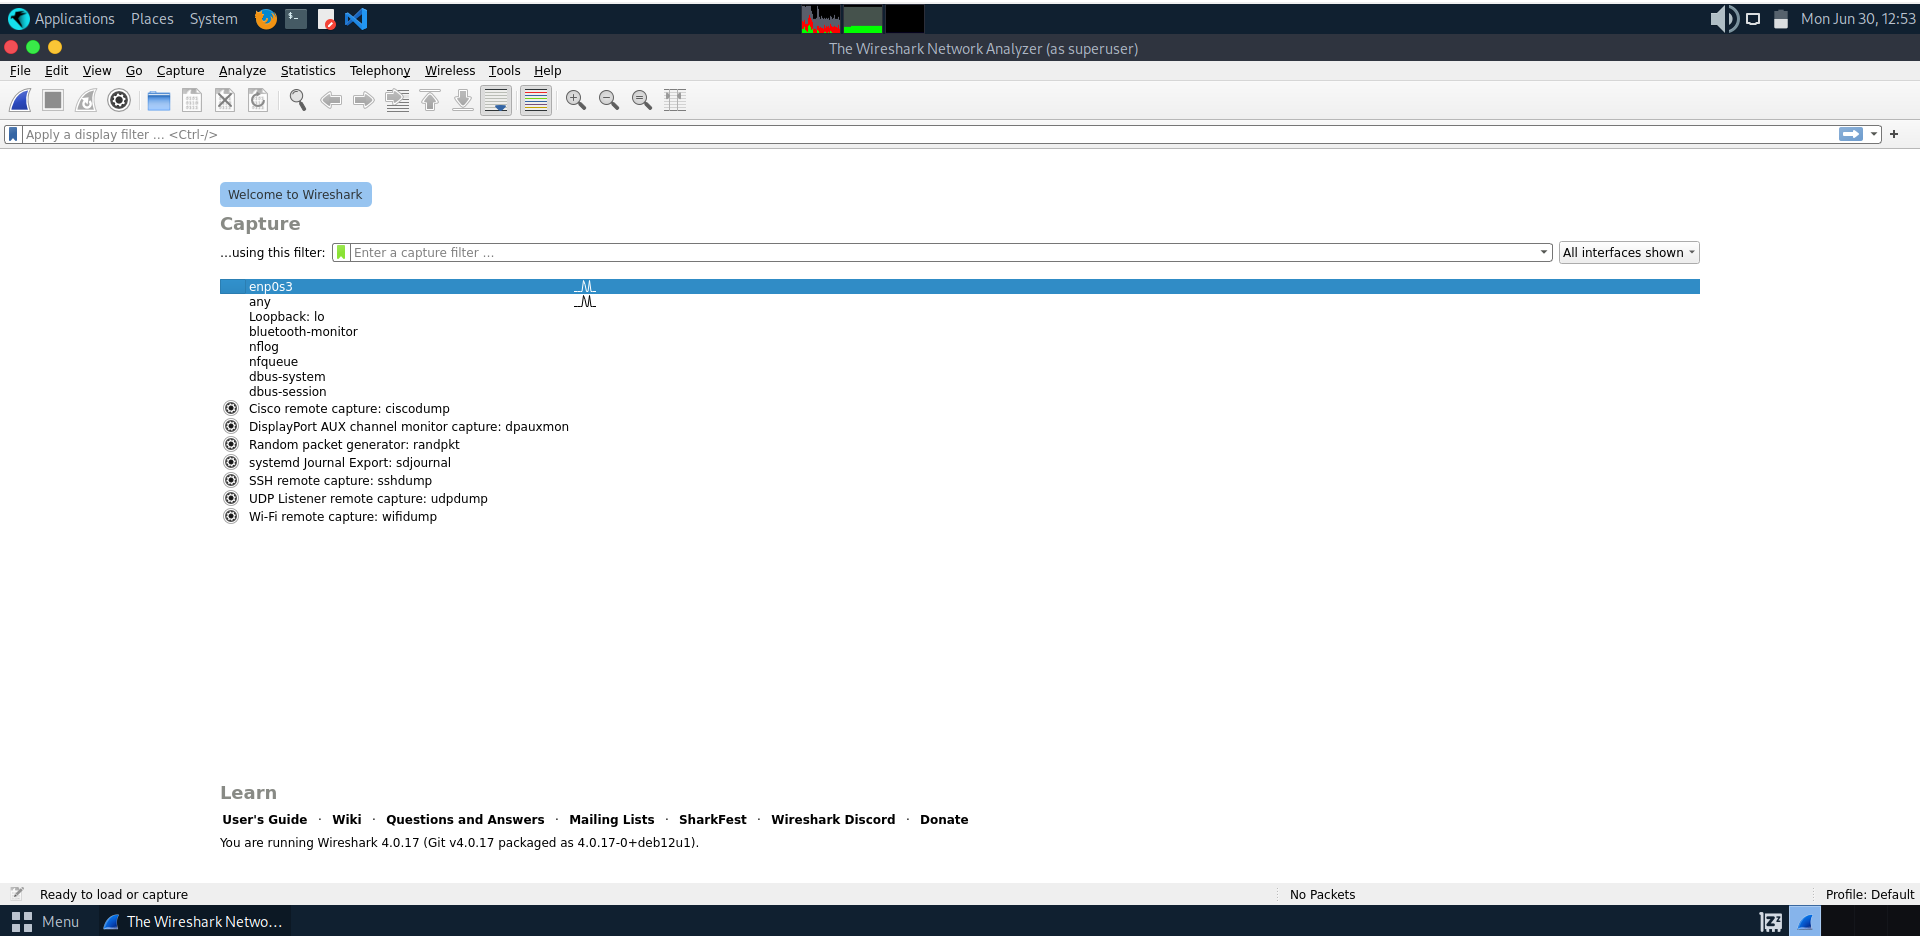 Applications Places System Mon Jun 30, 12:53
The Wireshark Network Analyzer (as superuser)
File Edit View Go Capture Analyze Statistics Telephony Wireless Tools Help
Apply a display filter … <Ctrl-/> +
Welcome to Wireshark
Capture
…using this filter: Enter a capture filter … All interfaces shown
enp0s3
any
Loopback: lo
bluetooth-monitor
nflog
nfqueue
dbus-system
dbus-session
Cisco remote capture: ciscodump
DisplayPort AUX channel monitor capture: dpauxmon
Random packet generator: randpkt
systemd Journal Export: sdjournal
SSH remote capture: sshdump
UDP Listener remote capture: udpdump
Wi-Fi remote capture: wifidump
Learn
User's Guide · Wiki · Questions and Answers · Mailing Lists · SharkFest · Wireshark Discord · Donate
You are running Wireshark 4.0.17 (Git v4.0.17 packaged as 4.0.17-0+deb12u1).
Ready to load or capture No Packets Profile: Default
Menu The Wireshark Netwo…